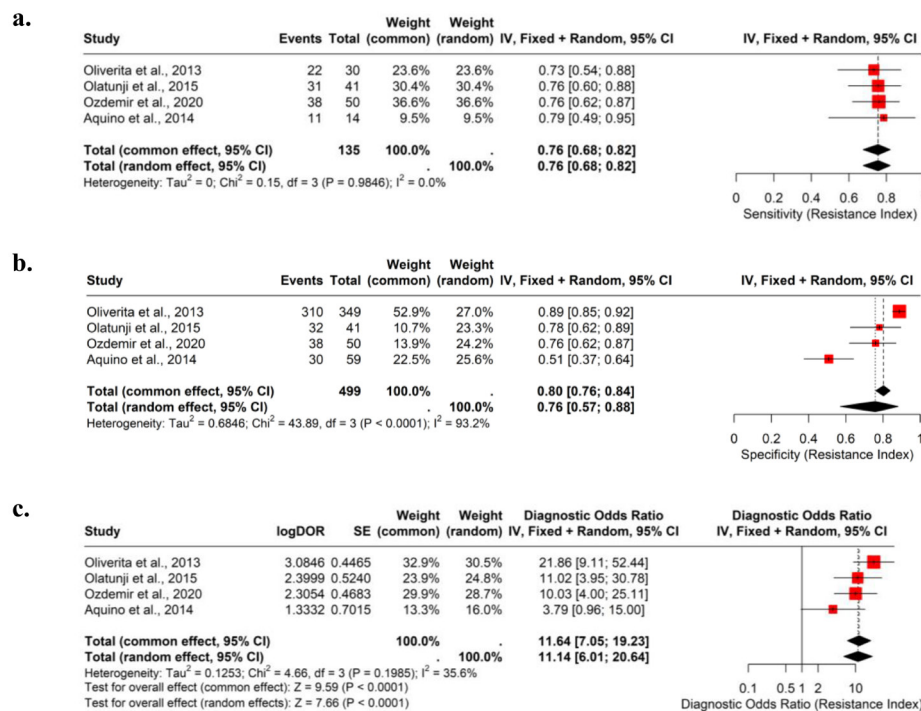 a.
Weight Weight
Study Events Total (common) (random) IV, Fixed + Random, 95% CI IV, Fixed + Random, 95% CI
Oliverita et al., 2013 22 30 23.6% 23.6% 0.73 [0.54; 0.88]
Olatunji et al., 2015 31 41 30.4% 30.4% 0.76 [0.60; 0.88]
Ozdemir et al., 2020 38 50 36.6% 36.6% 0.76 [0.62; 0.87]
Aquino et al., 2014 11 14 9.5% 9.5% 0.79 [0.49; 0.95]
Total (common effect, 95% CI) 135 100.0% . 0.76 [0.68; 0.82]
Total (random effect, 95% CI) . 100.0% 0.76 [0.68; 0.82]
Heterogeneity: Tau² = 0; Chi² = 0.15, df = 3 (P = 0.9846); I² = 0.0%
0 0.2 0.4 0.6 0.8 1
Sensitivity (Resistance Index)
b.
Weight Weight
Study Events Total (common) (random) IV, Fixed + Random, 95% CI IV, Fixed + Random, 95% CI
Oliverita et al., 2013 310 349 52.9% 27.0% 0.89 [0.85; 0.92]
Olatunji et al., 2015 32 41 10.7% 23.3% 0.78 [0.62; 0.89]
Ozdemir et al., 2020 38 50 13.9% 24.2% 0.76 [0.62; 0.87]
Aquino et al., 2014 30 59 22.5% 25.6% 0.51 [0.37; 0.64]
Total (common effect, 95% CI) 499 100.0% . 0.80 [0.76; 0.84]
Total (random effect, 95% CI) . 100.0% 0.76 [0.57; 0.88]
Heterogeneity: Tau² = 0.6846; Chi² = 43.89, df = 3 (P < 0.0001); I² = 93.2%
0 0.2 0.4 0.6 0.8 1
Specificity (Resistance Index)
c.
Weight Weight Diagnostic Odds Ratio Diagnostic Odds Ratio
Study logDOR SE (common) (random) IV, Fixed + Random, 95% CI IV, Fixed + Random, 95% CI
Oliverita et al., 2013 3.0846 0.4465 32.9% 30.5% 21.86 [9.11; 52.44]
Olatunji et al., 2015 2.3999 0.5240 23.9% 24.8% 11.02 [3.95; 30.78]
Ozdemir et al., 2020 2.3054 0.4683 29.9% 28.7% 10.03 [4.00; 25.11]
Aquino et al., 2014 1.3332 0.7015 13.3% 16.0% 3.79 [0.96; 15.00]
Total (common effect, 95% CI) 100.0% . 11.64 [7.05; 19.23]
Total (random effect, 95% CI) . 100.0% 11.14 [6.01; 20.64]
Heterogeneity: Tau² = 0.1253; Chi² = 4.66, df = 3 (P = 0.1985); I² = 35.6%
Test for overall effect (common effect): Z = 9.59 (P < 0.0001)
Test for overall effect (random effects): Z = 7.66 (P < 0.0001)
0.1 0.5 1 2 10
Diagnostic Odds Ratio (Resistance Index)